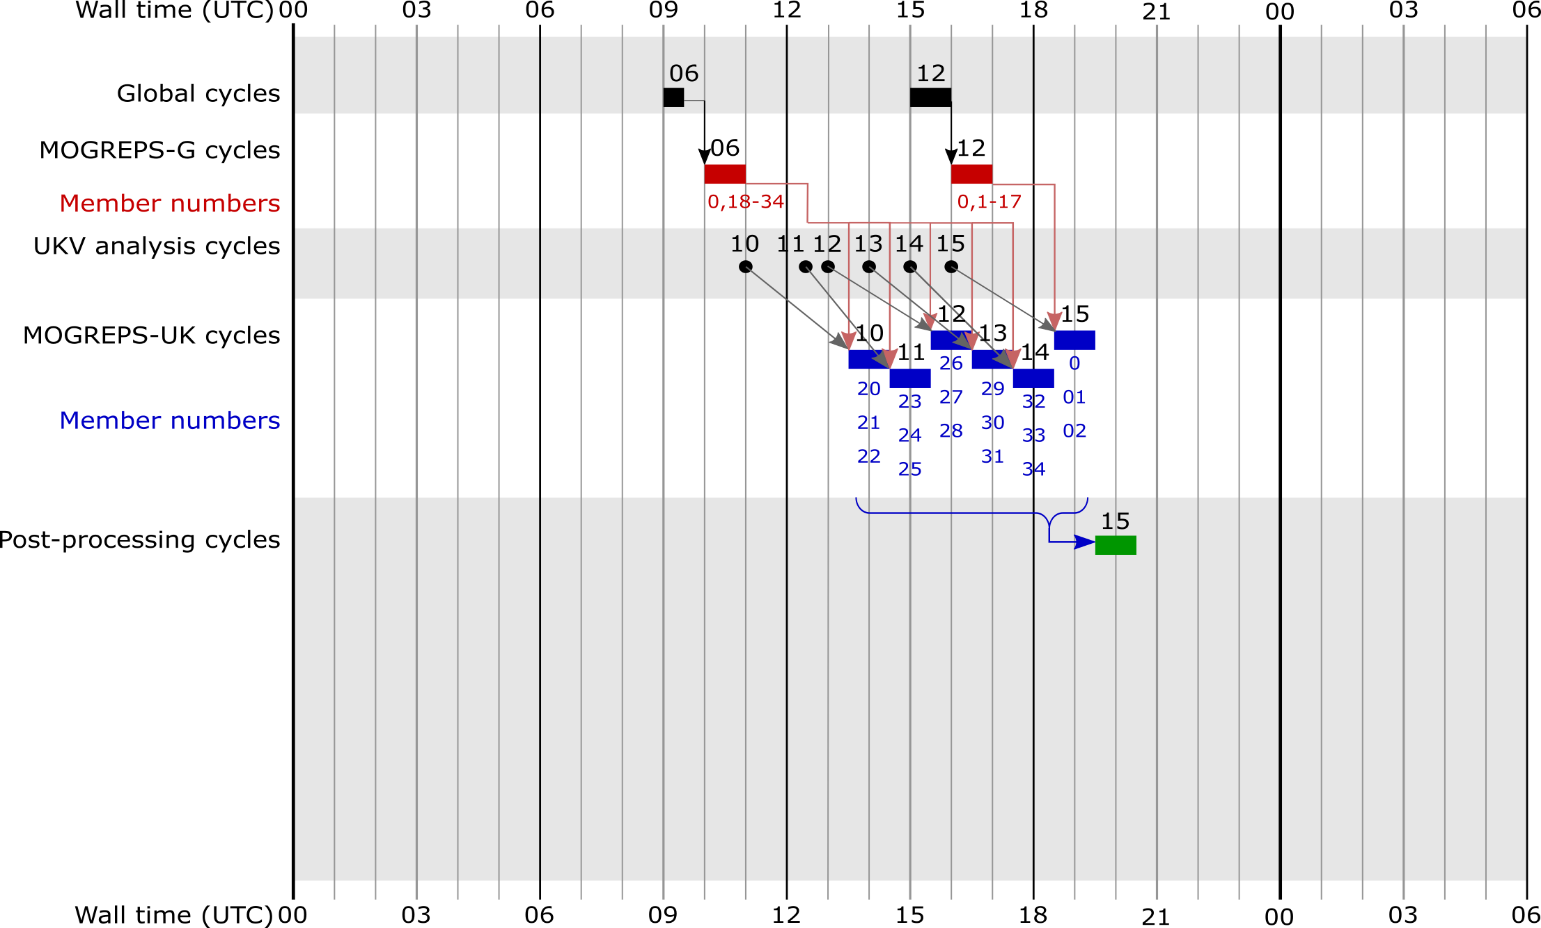 Wall time (UTC) 00 03 06 09 12 15 18 21 00 03 06
06 12
Global cycles
MOGREPS-G cycles 06 12
Member numbers 0,18-34 0,1-17
UKV analysis cycles 10 11 12 13 14 15
12 15
MOGREPS-UK cycles 10 13
11 14
26 0
20 29
23 32
27 01
Member numbers 21 30
24 33
28 02
22 31
25 34
15
Post-processing cycles
Wall time (UTC) 00 03 06 09 12 15 18 21 00 03 06